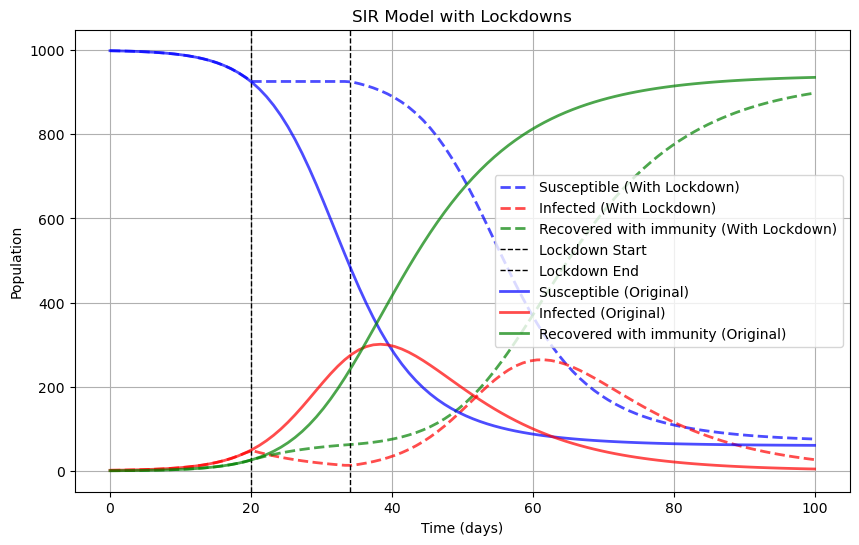 SIR Model with Lockdowns
Population
1000
800
600
400
200
0
Susceptible (With Lockdown)
Infected (With Lockdown)
Recovered with immunity (With Lockdown)
Lockdown Start
Lockdown End
Susceptible (Original)
Infected (Original)
Recovered with immunity (Original)
0 20 40 60 80 100
Time (days)